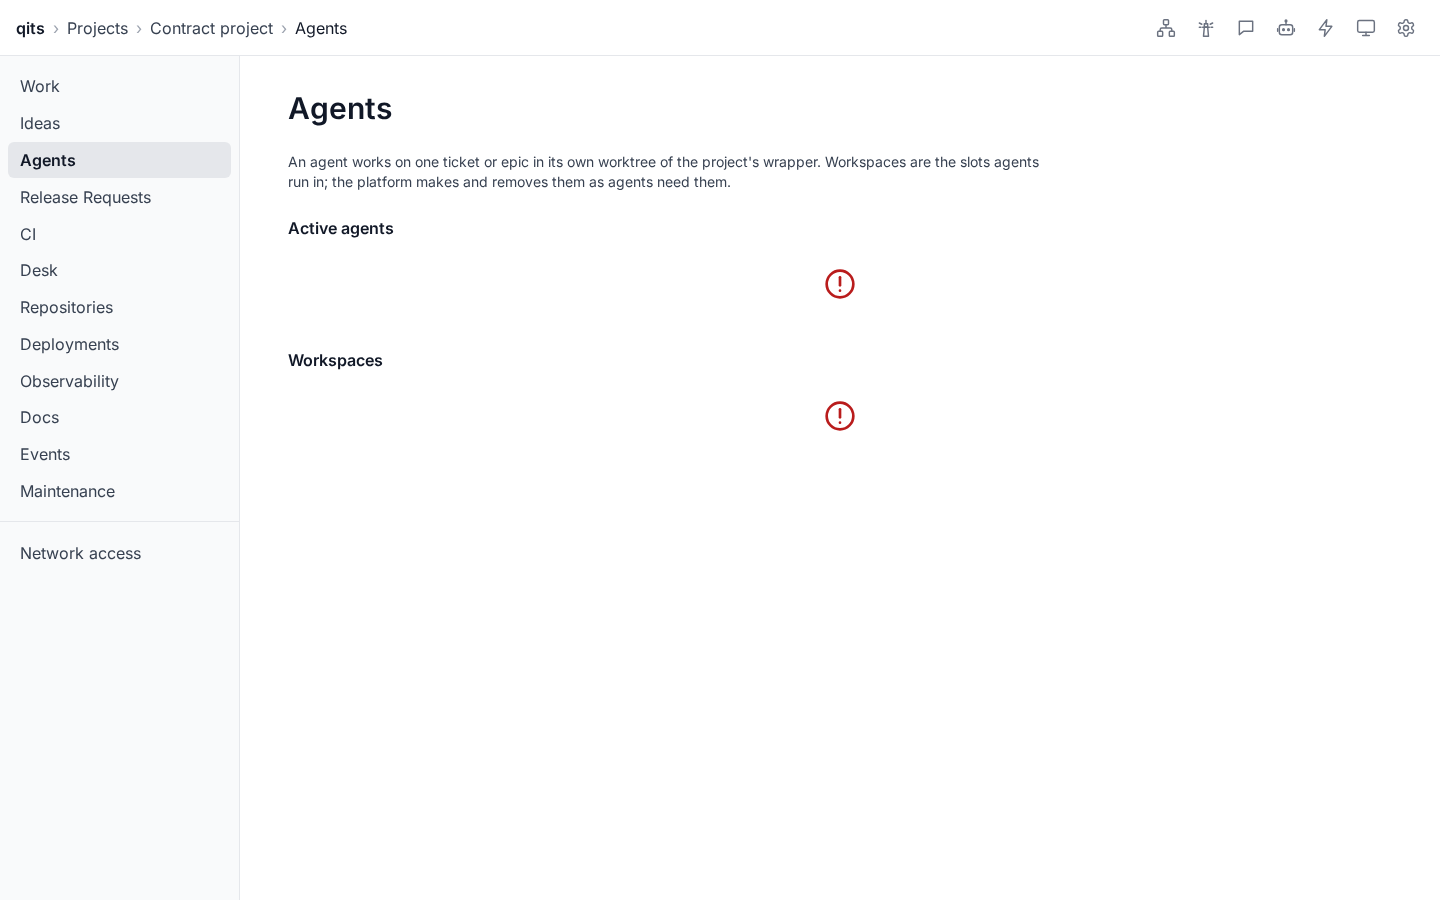 qits › Projects › Contract project › Agents
Work
Ideas
Agents
Release Requests
CI
Desk
Repositories
Deployments
Observability
Docs
Events
Maintenance
Network access
Agents
An agent works on one ticket or epic in its own worktree of the project's wrapper. Workspaces are the slots agents
run in; the platform makes and removes them as agents need them.
Active agents
Workspaces